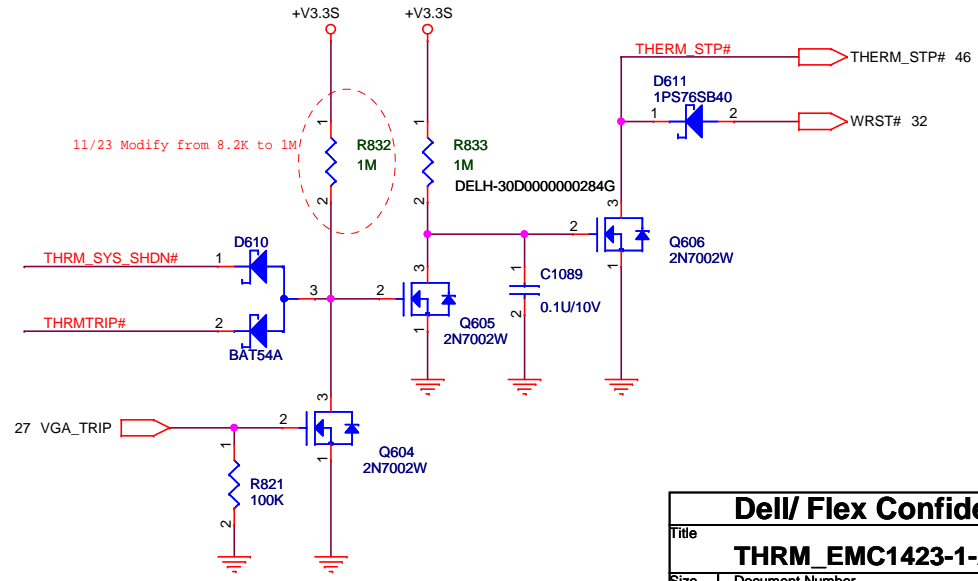 +V3.3S
+V3.3S
THERM_STP#
THERM_STP# 46
D611
1PS76SB40
1
2
WRST# 32
11/23 Modify from 8.2K to 1M
1
R832
1M
2
1
R833
1M
2
DELH-30D0000000284G
3
2
Q606
2N7002W
1
D610
THRM_SYS_SHDN#
1
3
THRMTRIP#
2
BAT54A
3
2
Q605
2N7002W
1
1
C1089
0.1U/10V
2
27 VGA_TRIP
3
2
Q604
2N7002W
1
1
R821
100K
2
Dell/ Flex Confide
Title
THRM_EMC1423-1-
Size
Document Number